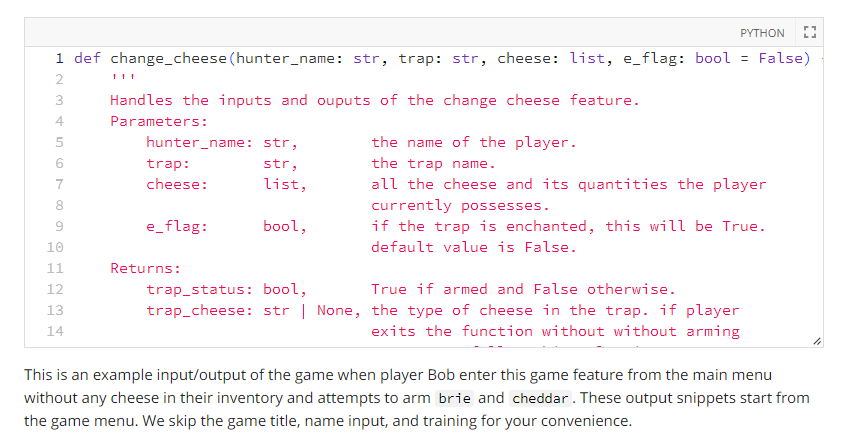 PYTHON
1 def change_cheese(hunter_name: str, trap: str, cheese: list, e_flag: bool = False)
2 '''
3 Handles the inputs and ouputs of the change cheese feature.
4 Parameters:
5 hunter_name: str, the name of the player.
6 trap: str, the trap name.
7 cheese: list, all the cheese and its quantities the player
8 currently possesses.
9 e_flag: bool, if the trap is enchanted, this will be True.
10 default value is False.
11 Returns:
12 trap_status: bool, True if armed and False otherwise.
13 trap_cheese: str | None, the type of cheese in the trap. if player
14 exits the function without without arming
This is an example input/output of the game when player Bob enter this game feature from the main menu
without any cheese in their inventory and attempts to arm brie and cheddar. These output snippets start from
the game menu. We skip the game title, name input, and training for your convenience.